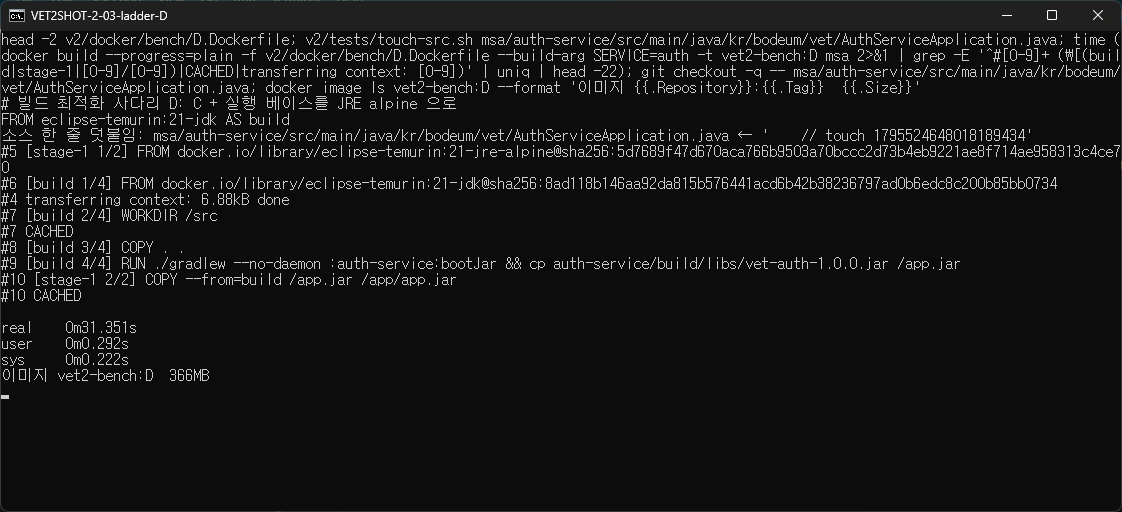 VET2SHOT-2-03-ladder-D
head -2 v2/docker/bench/D.Dockerfile; v2/tests/touch-src.sh msa/auth-service/src/main/java/kr/bodeum/vet/AuthServiceApplication.java; time (
docker build --progress=plain -f v2/docker/bench/D.Dockerfile --build-arg SERVICE=auth -t vet2-bench:D msa 2>&1 | grep -E '^#[0-9]+ (₩[(buil
d|stage-1|[0-9]/[0-9])|CACHED|transferring context: [0-9])' | uniq | head -22); git checkout -q -- msa/auth-service/src/main/java/kr/bodeum/
vet/AuthServiceApplication.java; docker image ls vet2-bench:D --format '이미지 {{.Repository}}:{{.Tag}}  {{.Size}}'
# 빌드 최적화 사다리 D: C + 실행 베이스를 JRE alpine 으로
FROM eclipse-temurin:21-jdk AS build
소스 한 줄 덧붙임: msa/auth-service/src/main/java/kr/bodeum/vet/AuthServiceApplication.java ← '    // touch 1795524648018189434'
#5 [stage-1 1/2] FROM docker.io/library/eclipse-temurin:21-jre-alpine@sha256:5d7689f47d670aca766b9503a70bccc2d73b4eb9221ae8f714ae958313c4ce7
0
#6 [build 1/4] FROM docker.io/library/eclipse-temurin:21-jdk@sha256:8ad118b146aa92da815b576441acd6b42b38236797ad0b6edc8c200b85bb0734
#4 transferring context: 6.88kB done
#7 [build 2/4] WORKDIR /src
#7 CACHED
#8 [build 3/4] COPY . .
#9 [build 4/4] RUN ./gradlew --no-daemon :auth-service:bootJar && cp auth-service/build/libs/vet-auth-1.0.0.jar /app.jar
#10 [stage-1 2/2] COPY --from=build /app.jar /app/app.jar
#10 CACHED
real    0m31.351s
user    0m0.292s
sys     0m0.222s
이미지 vet2-bench:D  366MB